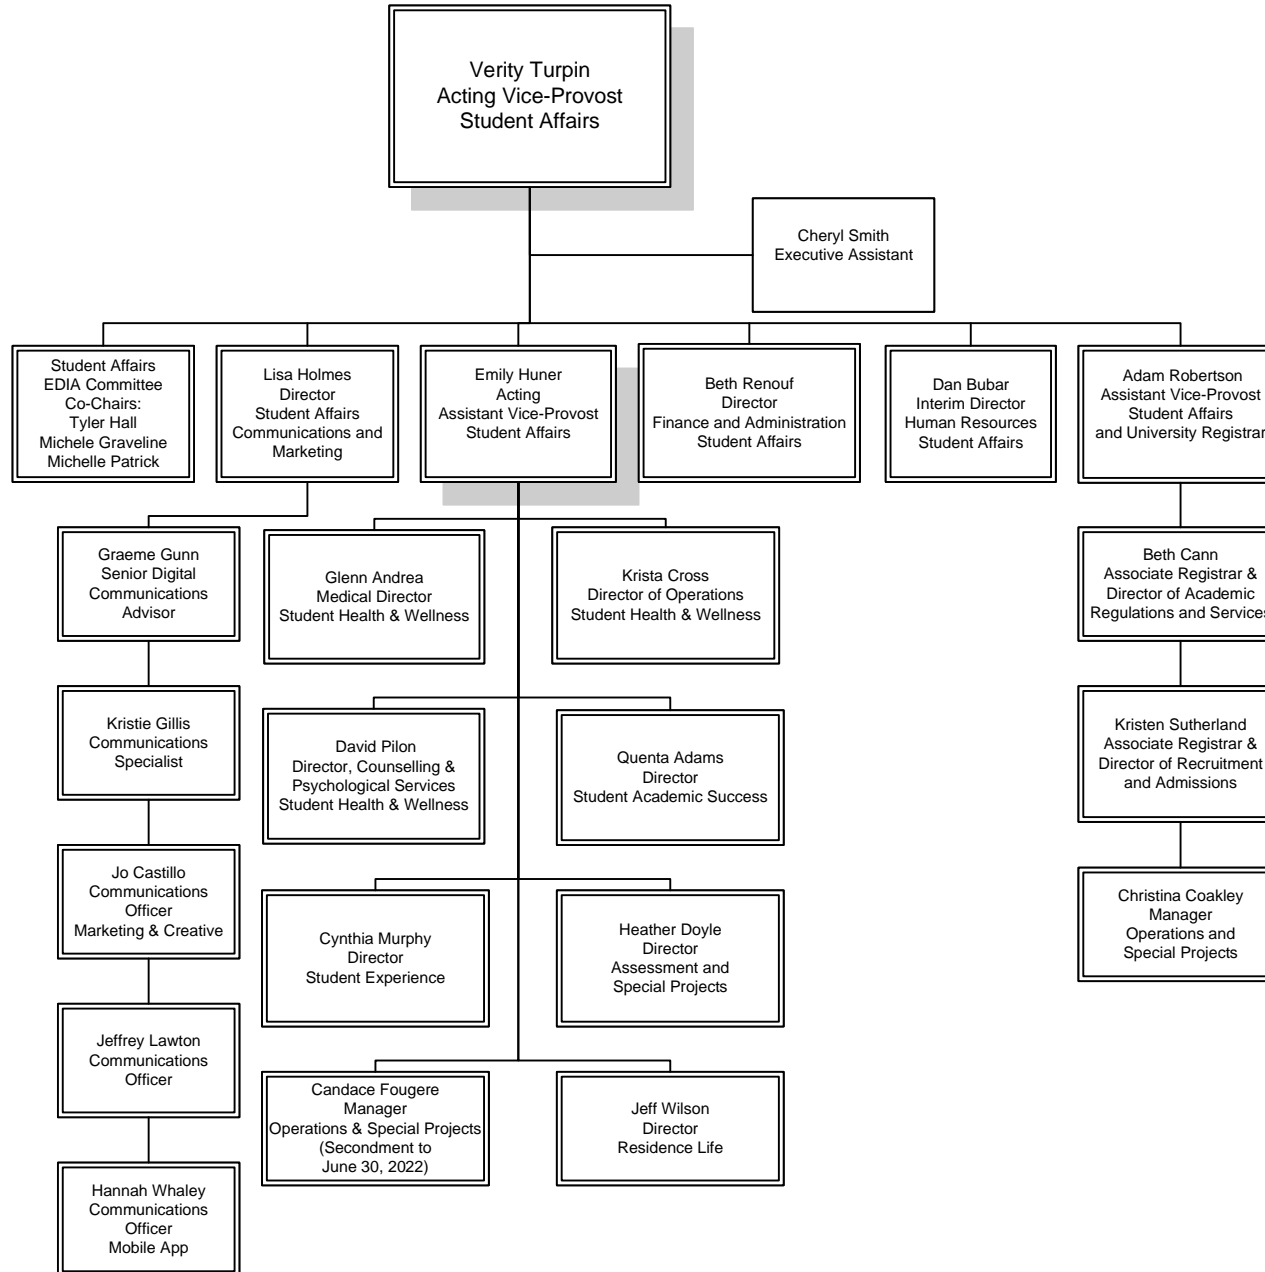 Verity Turpin
Acting Vice-Provost
Student Affairs
Cheryl Smith
Executive Assistant
Student Affairs
EDIA Committee
Co-Chairs:
Tyler Hall
Michele Graveline
Michelle Patrick
Lisa Holmes
Director
Student Affairs
Communications and
Marketing
Emily Huner
Acting
Assistant Vice-Provost
Student Affairs
Beth Renouf
Director
Finance and Administration
Student Affairs
Dan Bubar
Interim Director
Human Resources
Student Affairs
Adam Robertson
Assistant Vice-Provost
Student Affairs
and University Registrar
Graeme Gunn
Senior Digital
Communications
Advisor
Glenn Andrea
Medical Director
Student Health & Wellness
Krista Cross
Director of Operations
Student Health & Wellness
Beth Cann
Associate Registrar &
Director of Academic
Regulations and Services
Kristie Gillis
Communications
Specialist
David Pilon
Director, Counselling &
Psychological Services
Student Health & Wellness
Quenta Adams
Director
Student Academic Success
Kristen Sutherland
Associate Registrar &
Director of Recruitment
and Admissions
Jo Castillo
Communications
Officer
Marketing & Creative
Cynthia Murphy
Director
Student Experience
Heather Doyle
Director
Assessment and
Special Projects
Christina Coakley
Manager
Operations and
Special Projects
Jeffrey Lawton
Communications
Officer
Candace Fougere
Manager
Operations & Special Projects
(Secondment to
June 30, 2022)
Jeff Wilson
Director
Residence Life
Hannah Whaley
Communications
Officer
Mobile App